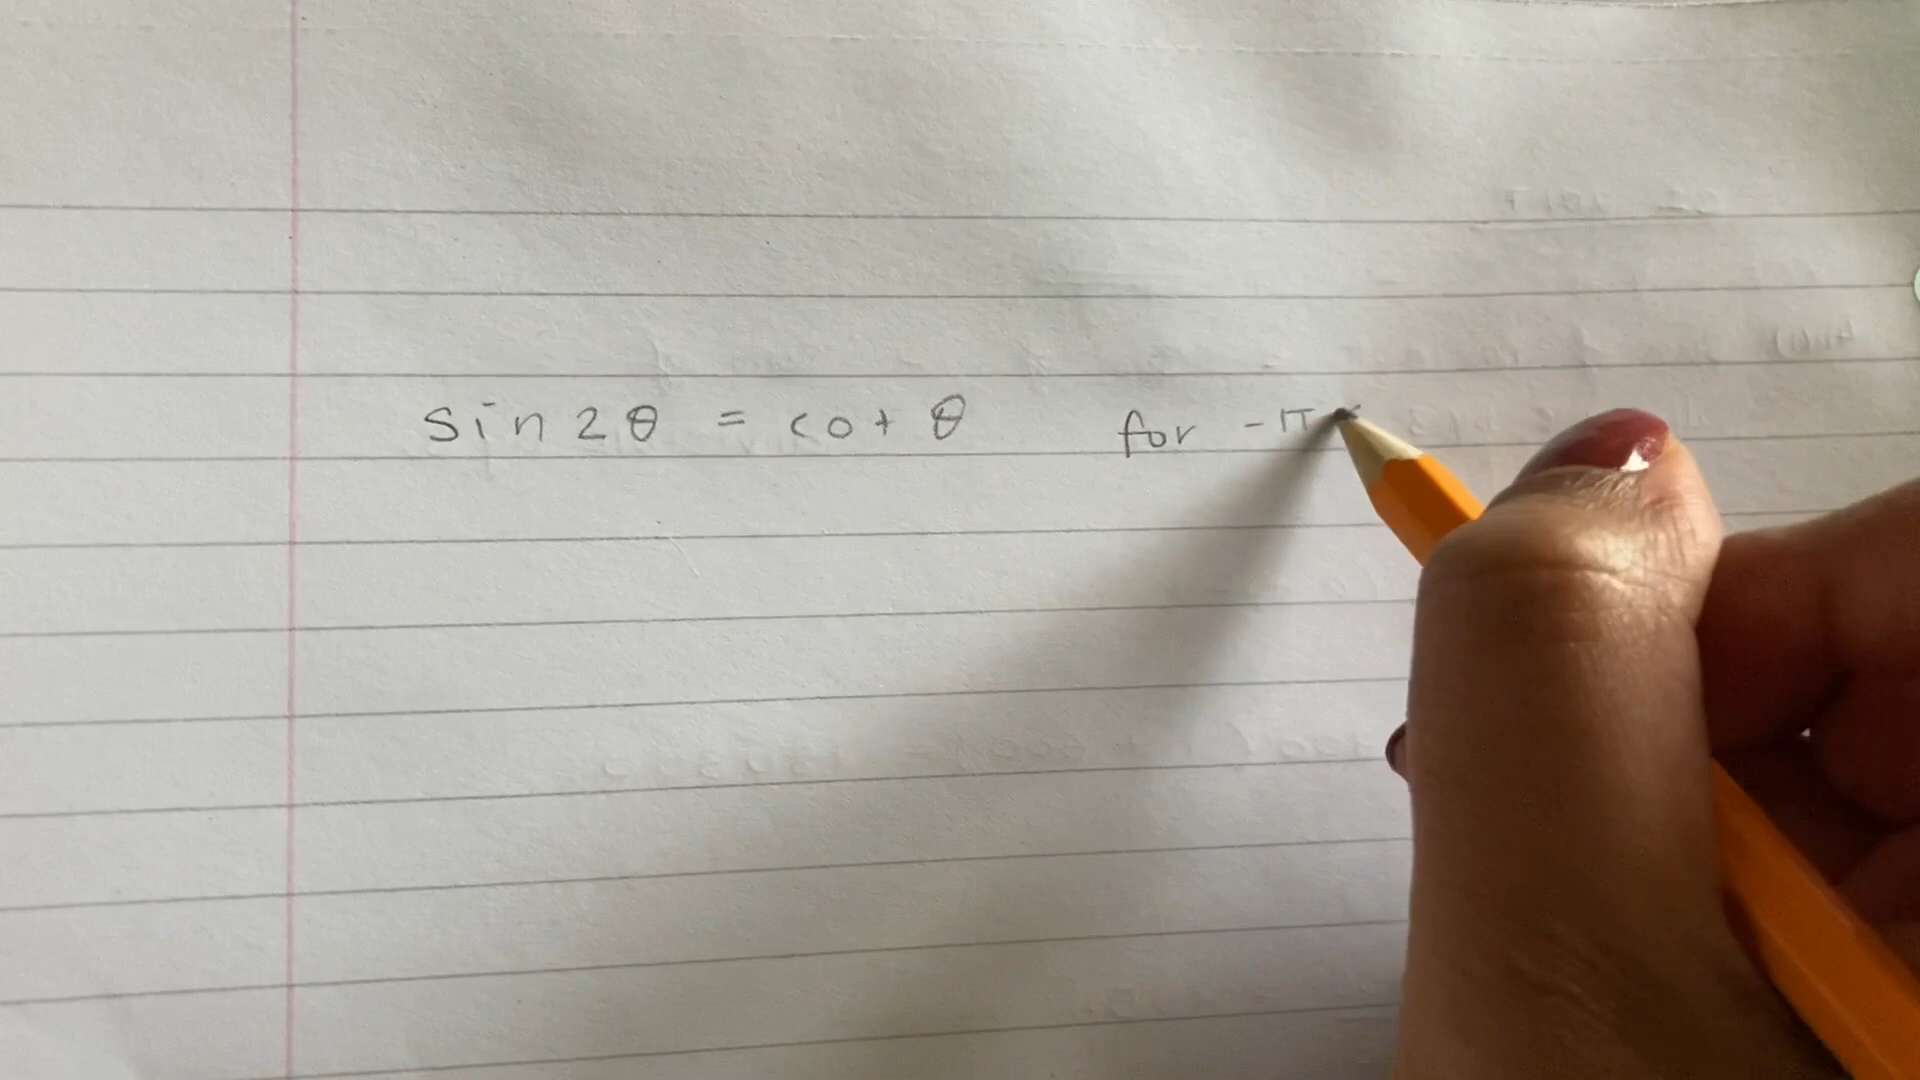 sin 2θ = cot θ for -π <